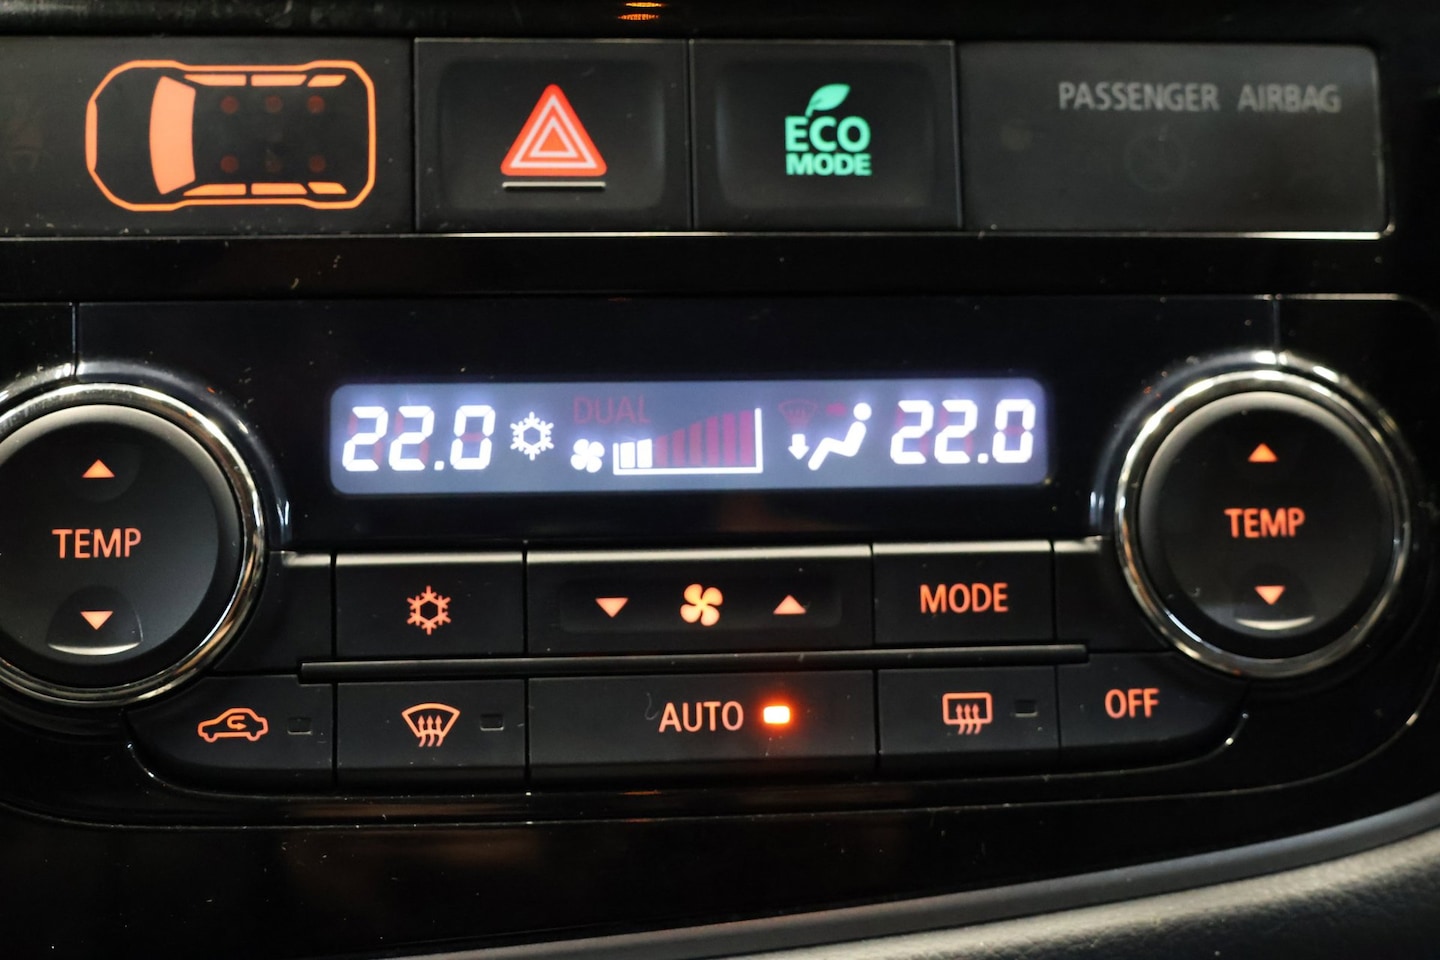 PASSENGER AIRBAG
ECO
MODE
DUAL
22.0 22.0
TEMP
TEMP
MODE
AUTO
OFF